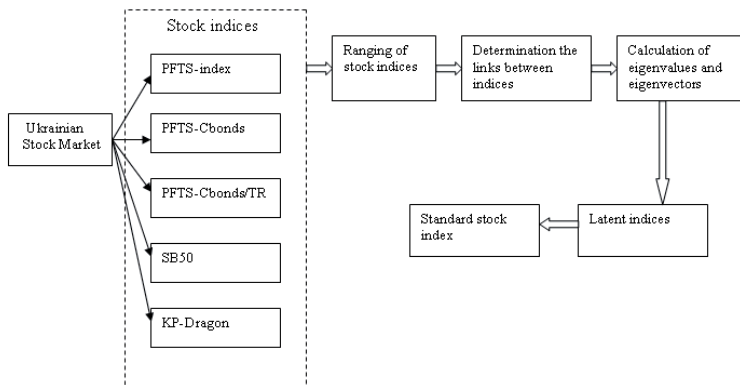 Stock indices
PFTS-index
PFTS-Cbonds
PFTS-Cbonds/TR
SB50
KP-Dragon
Ukrainian
Stock Market
Ranging of
stock indices
Determination the
links between
indices
Calculation of
eigenvalues and
eigenvectors
Latent indices
Standard stock
index